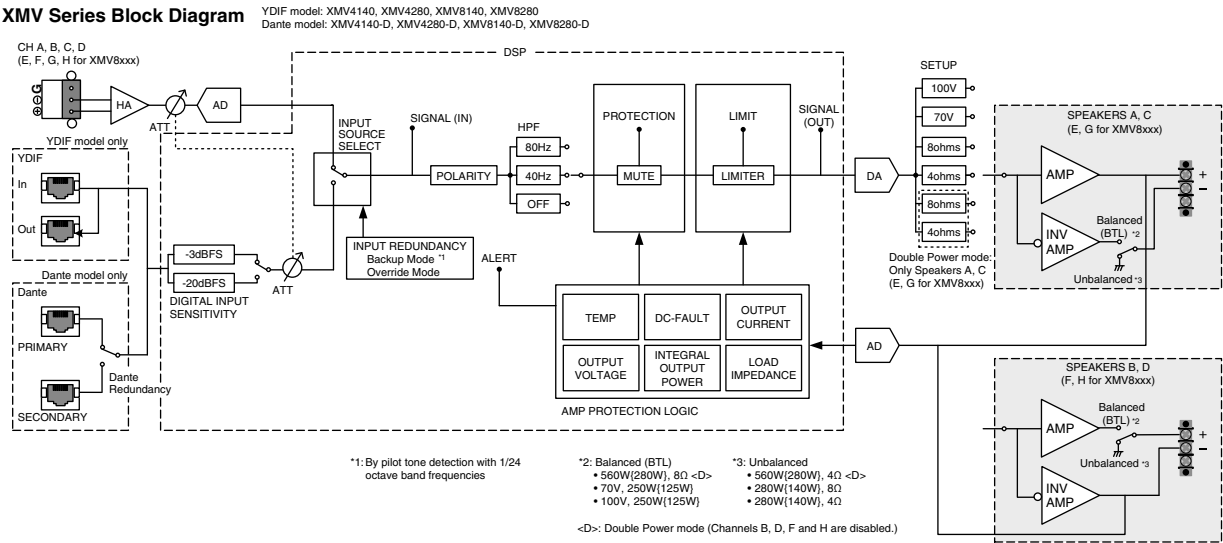 XMV Series Block Diagram
YDIF model: XMV4140, XMV4280, XMV8140, XMV8280
Dante model: XMV4140-D, XMV4280-D, XMV8140-D, XMV8280-D
CH A, B, C, D
(E, F, G, H for XMV8xxx)
G
⊖
⊕
HA
ATT
AD
DSP
INPUT
SOURCE
SELECT
SIGNAL (IN)
POLARITY
HPF
80Hz
40Hz
OFF
PROTECTION
MUTE
LIMIT
LIMITER
SIGNAL
(OUT)
DA
SETUP
100V
70V
8ohms
4ohms
8ohms
4ohms
Double Power mode:
Only Speakers A, C
(E, G for XMV8xxx)
SPEAKERS A, C
(E, G for XMV8xxx)
AMP
INV
AMP
Balanced
(BTL) *2
Unbalanced *3
+
−
YDIF model only
YDIF
In
Out
Dante model only
Dante
PRIMARY
SECONDARY
Dante
Redundancy
-3dBFS
-20dBFS
DIGITAL INPUT
SENSITIVITY
ATT
INPUT REDUNDANCY
Backup Mode *1
Override Mode
ALERT
TEMP
DC-FAULT
OUTPUT
CURRENT
OUTPUT
VOLTAGE
INTEGRAL
OUTPUT
POWER
LOAD
IMPEDANCE
AMP PROTECTION LOGIC
AD
SPEAKERS B, D
(F, H for XMV8xxx)
AMP
INV
AMP
Balanced
(BTL) *2
Unbalanced *3
+
−
*1: By pilot tone detection with 1/24
octave band frequencies
*2: Balanced (BTL)
• 560W{280W}, 8Ω <D>
• 70V, 250W{125W}
• 100V, 250W{125W}
*3: Unbalanced
• 560W{280W}, 4Ω <D>
• 280W{140W}, 8Ω
• 280W{140W}, 4Ω
<D>: Double Power mode (Channels B, D, F and H are disabled.)